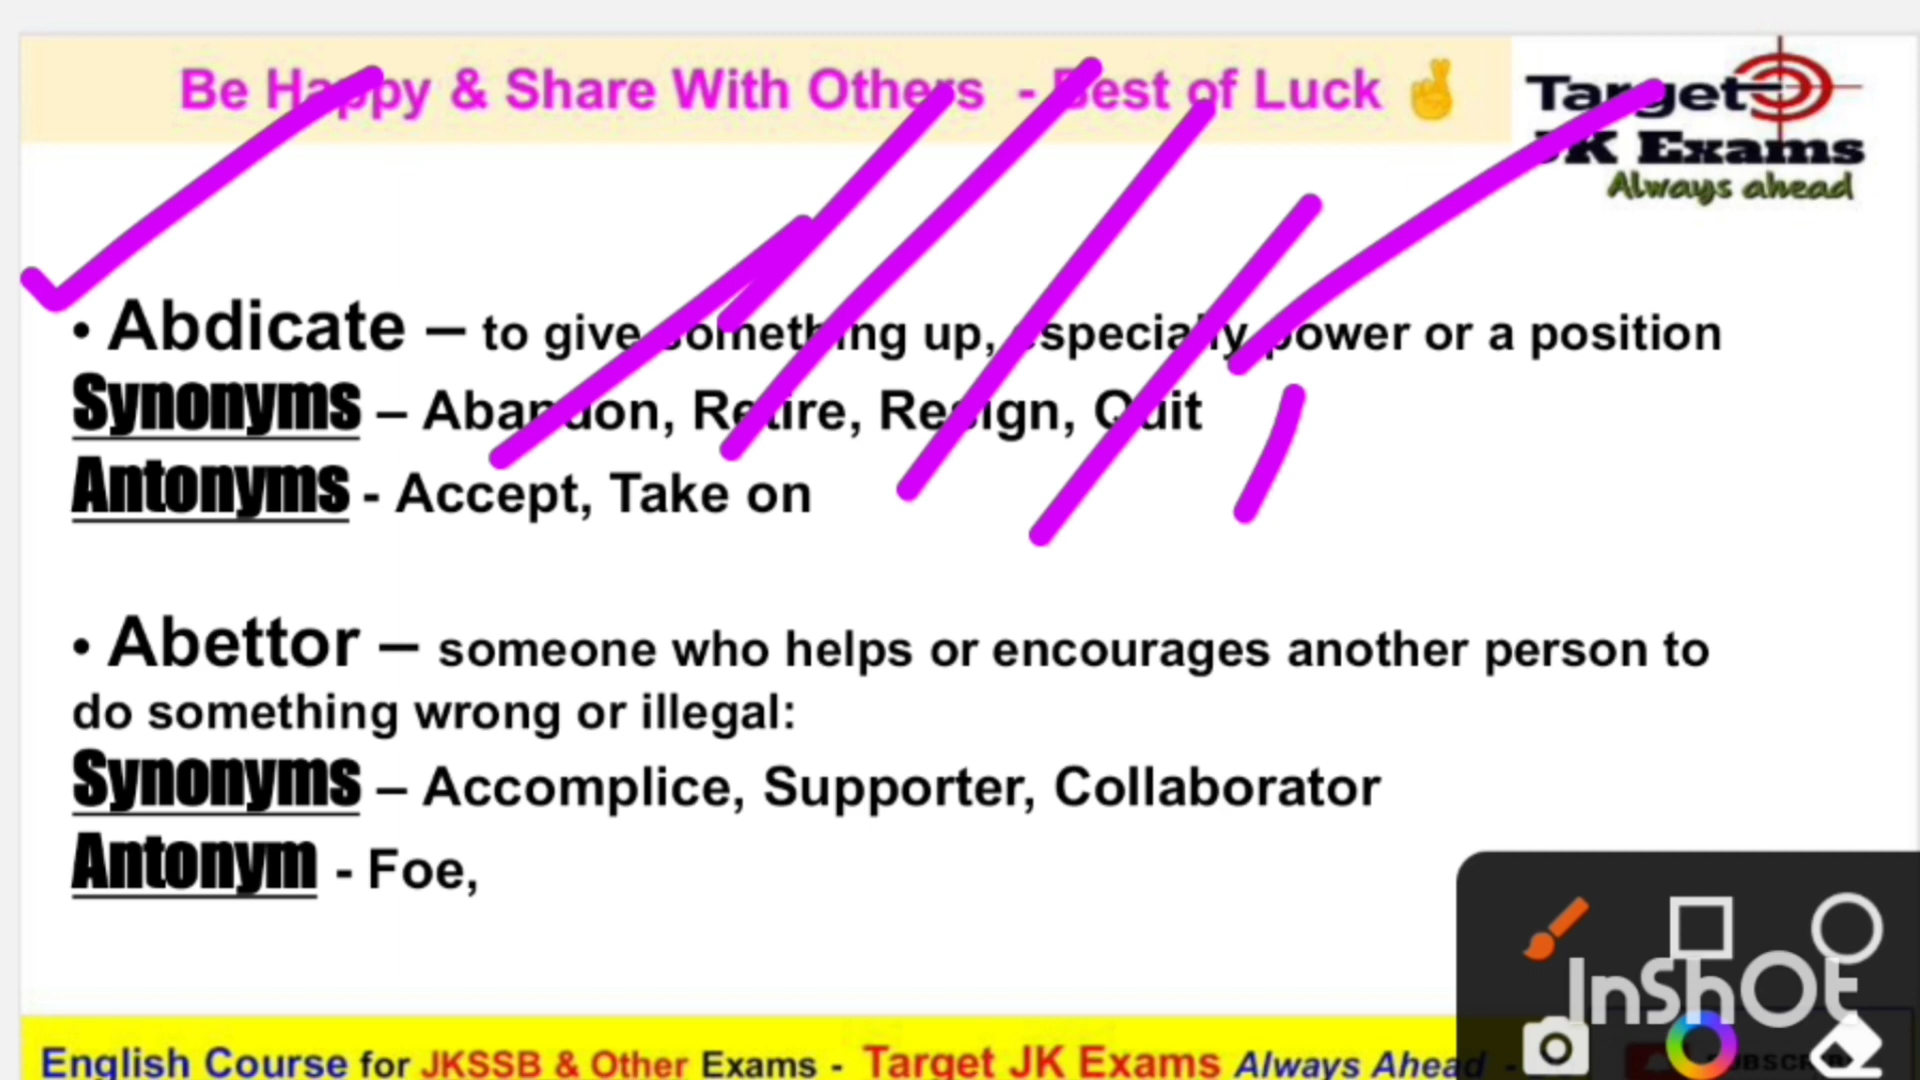 Be Happy & Share With Others - Best of Luck 🤞
Target
JK Exams
Always ahead
• Abdicate – to give something up, especially power or a position
Synonyms – Abandon, Retire, Resign, Quit
Antonyms - Accept, Take on
• Abettor – someone who helps or encourages another person to
do something wrong or illegal:
Synonyms – Accomplice, Supporter, Collaborator
Antonym - Foe,
InShOt
English Course for JKSSB & Other Exams - Target JK Exams Always Ahead -